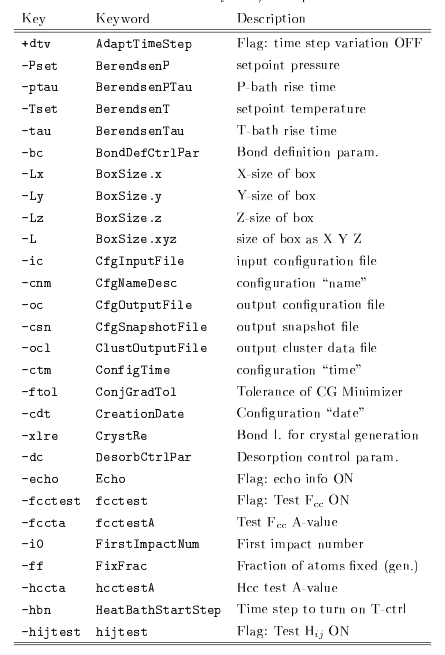 Key Keyword Description
+dtv AdaptTimeStep Flag: time step variation OFF
-Pset BerendsenP setpoint pressure
-ptau BerendsenPTau P-bath rise time
-Tset BerendsenT setpoint temperature
-tau BerendsenTau T-bath rise time
-bc BondDefCtrlPar Bond definition param.
-Lx BoxSize.x X-size of box
-Ly BoxSize.y Y-size of box
-Lz BoxSize.z Z-size of box
-L BoxSize.xyz size of box as X Y Z
-ic CfgInputFile input configuration file
-cnm CfgNameDesc configuration “name”
-oc CfgOutputFile output configuration file
-csn CfgSnapshotFile output snapshot file
-ocl ClustOutputFile output cluster data file
-ctm ConfigTime configuration “time”
-ftol ConjGradTol Tolerance of CG Minimizer
-cdt CreationDate Configuration “date”
-xlre CrystRe Bond l. for crystal generation
-dc DesorbCtrlPar Desorption control param.
-echo Echo Flag: echo info ON
-fcctest fcctest Flag: Test Fcc ON
-fccta fcctestA Test Fcc A-value
-i0 FirstImpactNum First impact number
-ff FixFrac Fraction of atoms fixed (gen.)
-hccta hcctestA Hcc test A-value
-hbn HeatBathStartStep Time step to turn on T-ctrl
-hijtest hijtest Flag: Test Hij ON